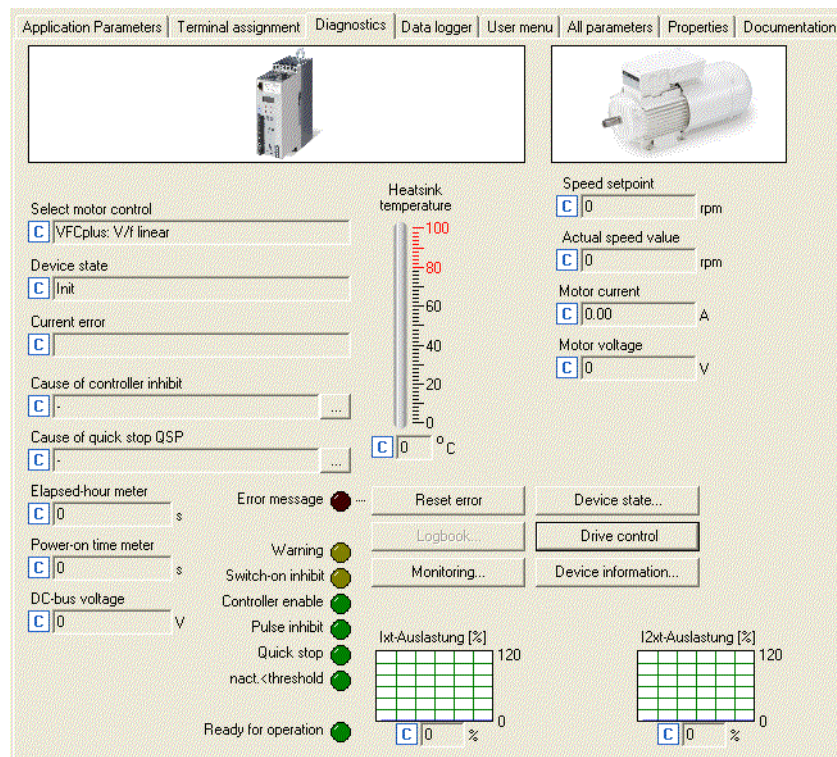 Application Parameters Terminal assignment Diagnostics Data logger User menu All parameters Properties Documentation
Select motor control
C VFCplus: V/f linear
Device state
C Init
Current error
C
Cause of controller inhibit
C - ...
Cause of quick stop QSP
C - ...
Elapsed-hour meter
C 0 s
Power-on time meter
C 0 s
DC-bus voltage
C 0 V
Heatsink
temperature
100
80
60
40
20
0
C 0 °C
Speed setpoint
C 0 rpm
Actual speed value
C 0 rpm
Motor current
C 0.00 A
Motor voltage
C 0 V
Error message ...
Warning
Switch-on inhibit
Controller enable
Pulse inhibit
Quick stop
nact.<threshold
Ready for operation
Reset error Device state...
Logbook... Drive control
Monitoring... Device information...
Ixt-Auslastung [%]
120
0
C 0 %
I2xt-Auslastung [%]
120
0
C 0 %